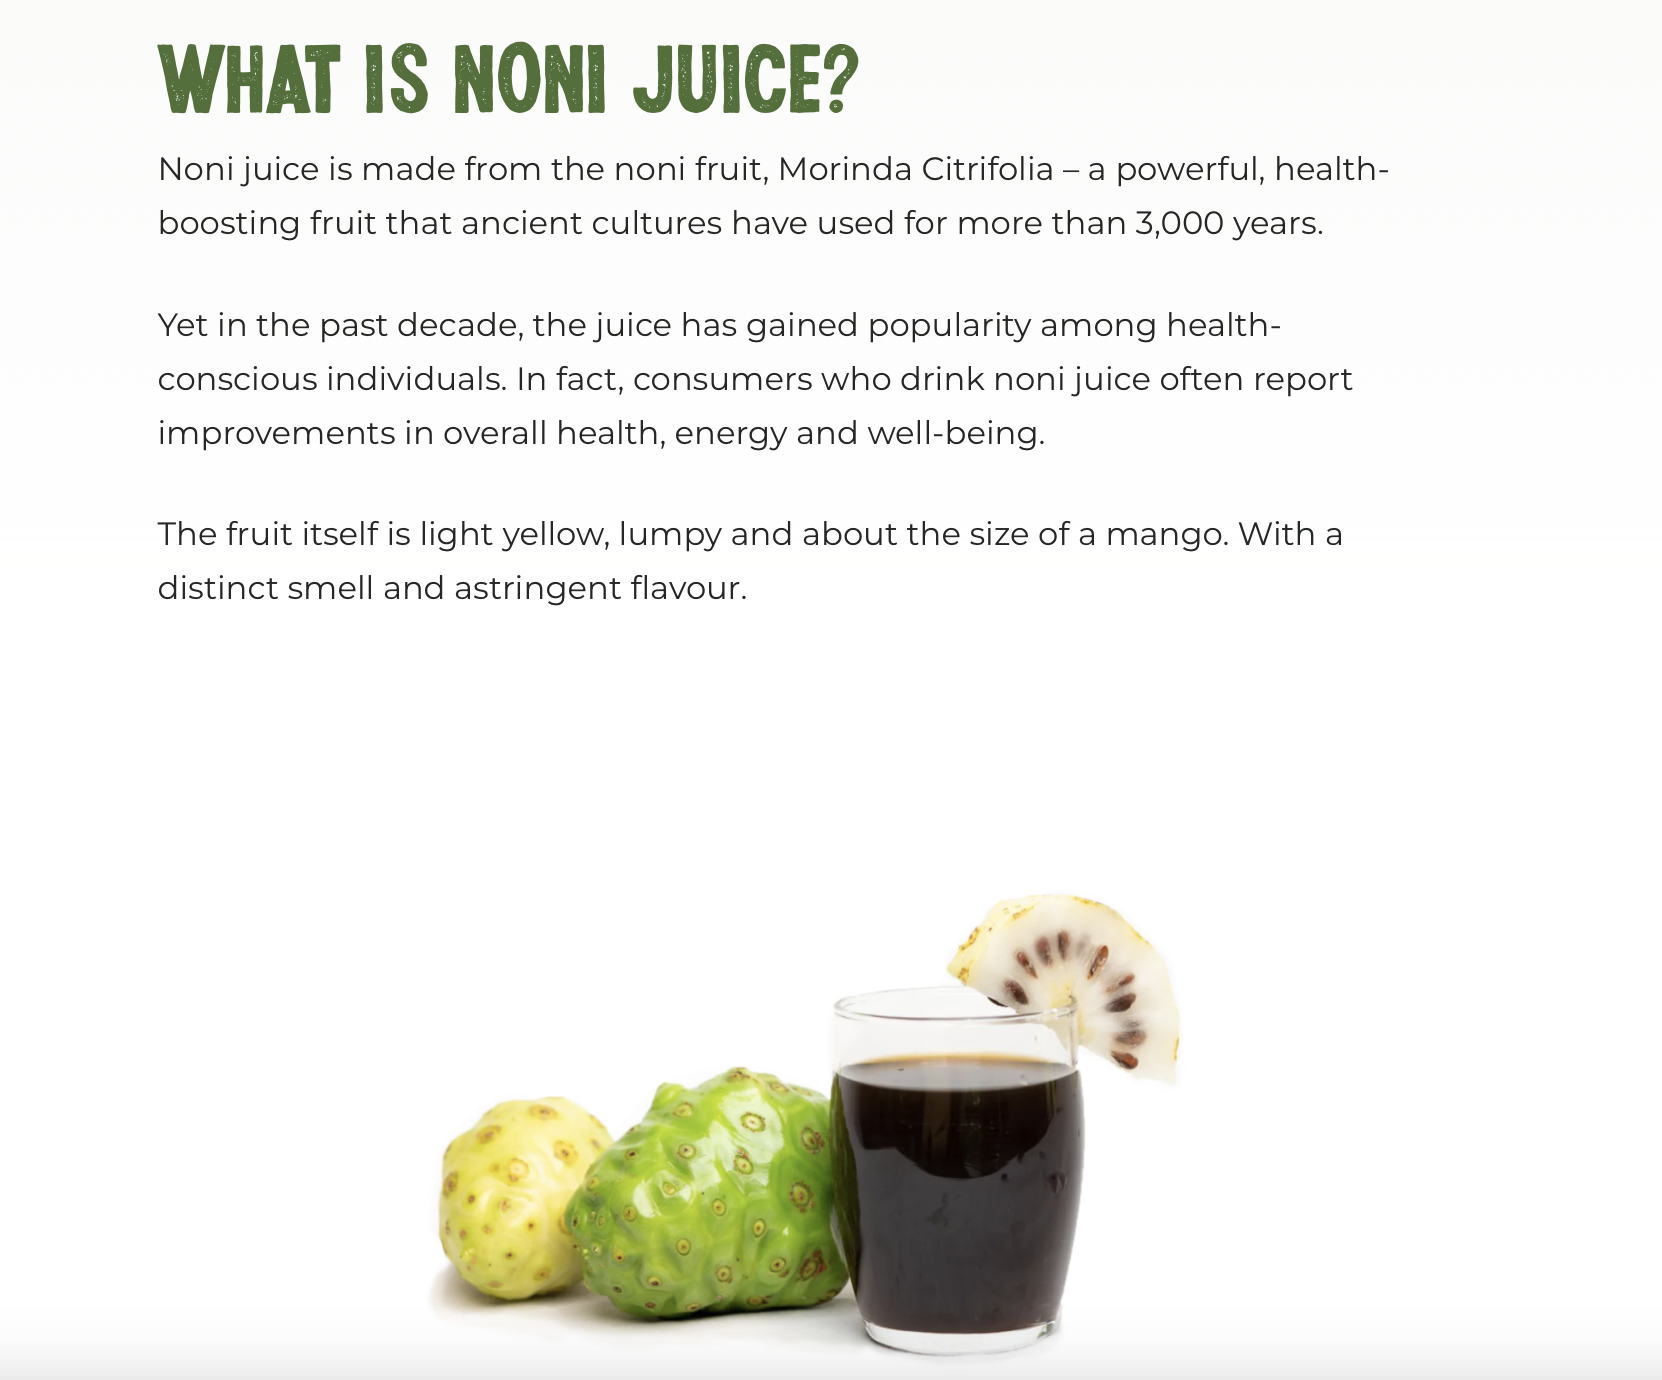 WHAT IS NONI JUICE?
Noni juice is made from the noni fruit, Morinda Citrifolia – a powerful, health-
boosting fruit that ancient cultures have used for more than 3,000 years.
Yet in the past decade, the juice has gained popularity among health-
conscious individuals. In fact, consumers who drink noni juice often report
improvements in overall health, energy and well-being.
The fruit itself is light yellow, lumpy and about the size of a mango. With a
distinct smell and astringent flavour.